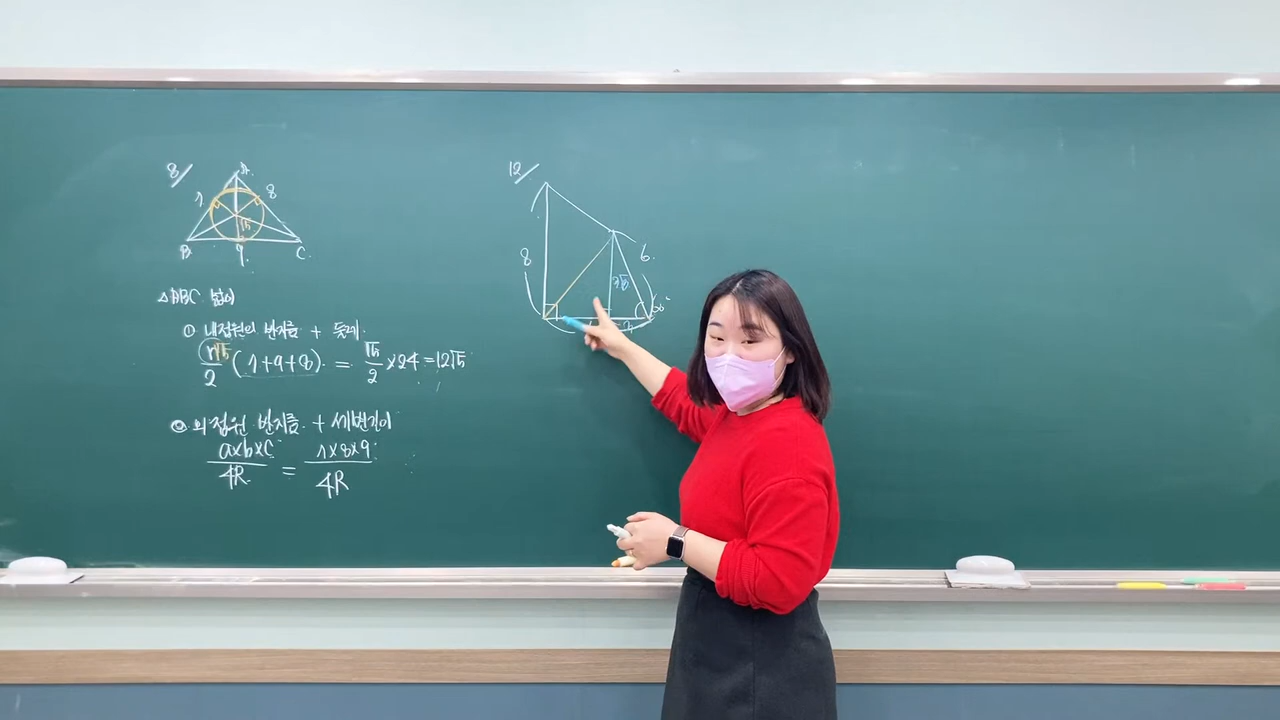 8/
A
7
8
√5
B
9
C
△ABC 넓이
① 내접원의 반지름 + 둘레.
r √5
2
(7+9+8) = √5/2 ×24=12√5
② 외접원 반지름 + 세변길이
a×b×c/4R = 7×8×9/4R
12/
8
6
3√3
60°